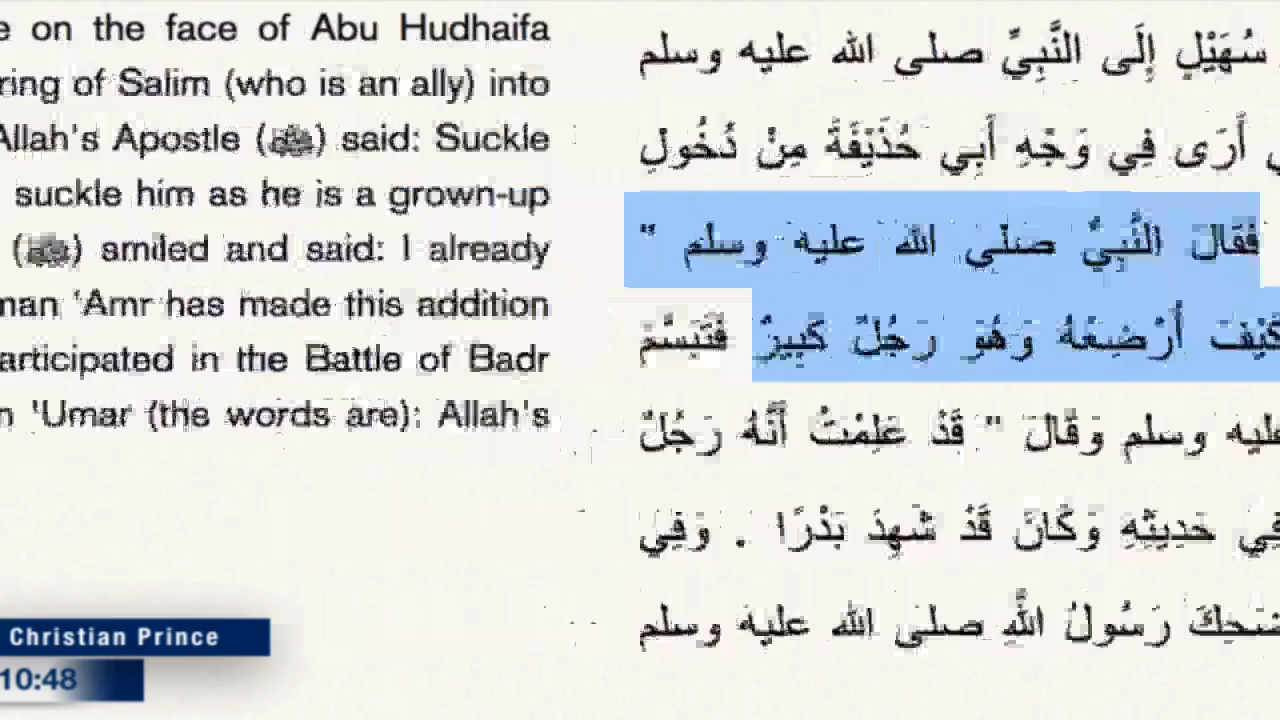 e on the face of Abu Hudhaifa
ring of Salim (who is an ally) into
Allah's Apostle (ﷺ) said: Suckle
suckle him as he is a grown-up
(ﷺ) smiled and said: I already
man 'Amr has made this addition
articipated in the Battle of Badr
n 'Umar (the words are): Allah's
سُهَيْلٍ إِلَى النَّبِيِّ صلى الله عليه وسلم
أَرَى فِي وَجْهِ أَبِي حُذَيْفَةَ مِنْ دُخُولِ
فَقَالَ النَّبِيُّ صلى الله عليه وسلم "
كَيْفَ أُرْضِعُهُ وَهُوَ رَجُلٌ كَبِيرٌ فَتَبَسَّمَ
عليه وسلم وَقَالَ " قَدْ عَلِمْتُ أَنَّهُ رَجُلٌ
فِي حَدِيثِهِ وَكَانَ قَدْ شَهِدَ بَدْرًا . وَفِي
رَسُولُ اللَّهِ صلى الله عليه وسلم
Christian Prince
10:48